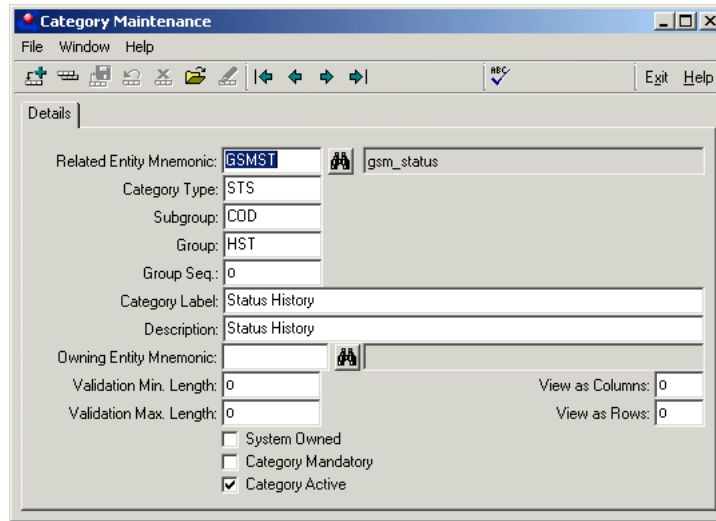 Category Maintenance
File Window Help
ABC
Exit Help
Details
Related Entity Mnemonic: GSMST gsm_status
Category Type: STS
Subgroup: COD
Group: HST
Group Seq.: 0
Category Label: Status History
Description: Status History
Owning Entity Mnemonic:
Validation Min. Length: 0 View as Columns: 0
Validation Max. Length: 0 View as Rows: 0
System Owned
Category Mandatory
Category Active